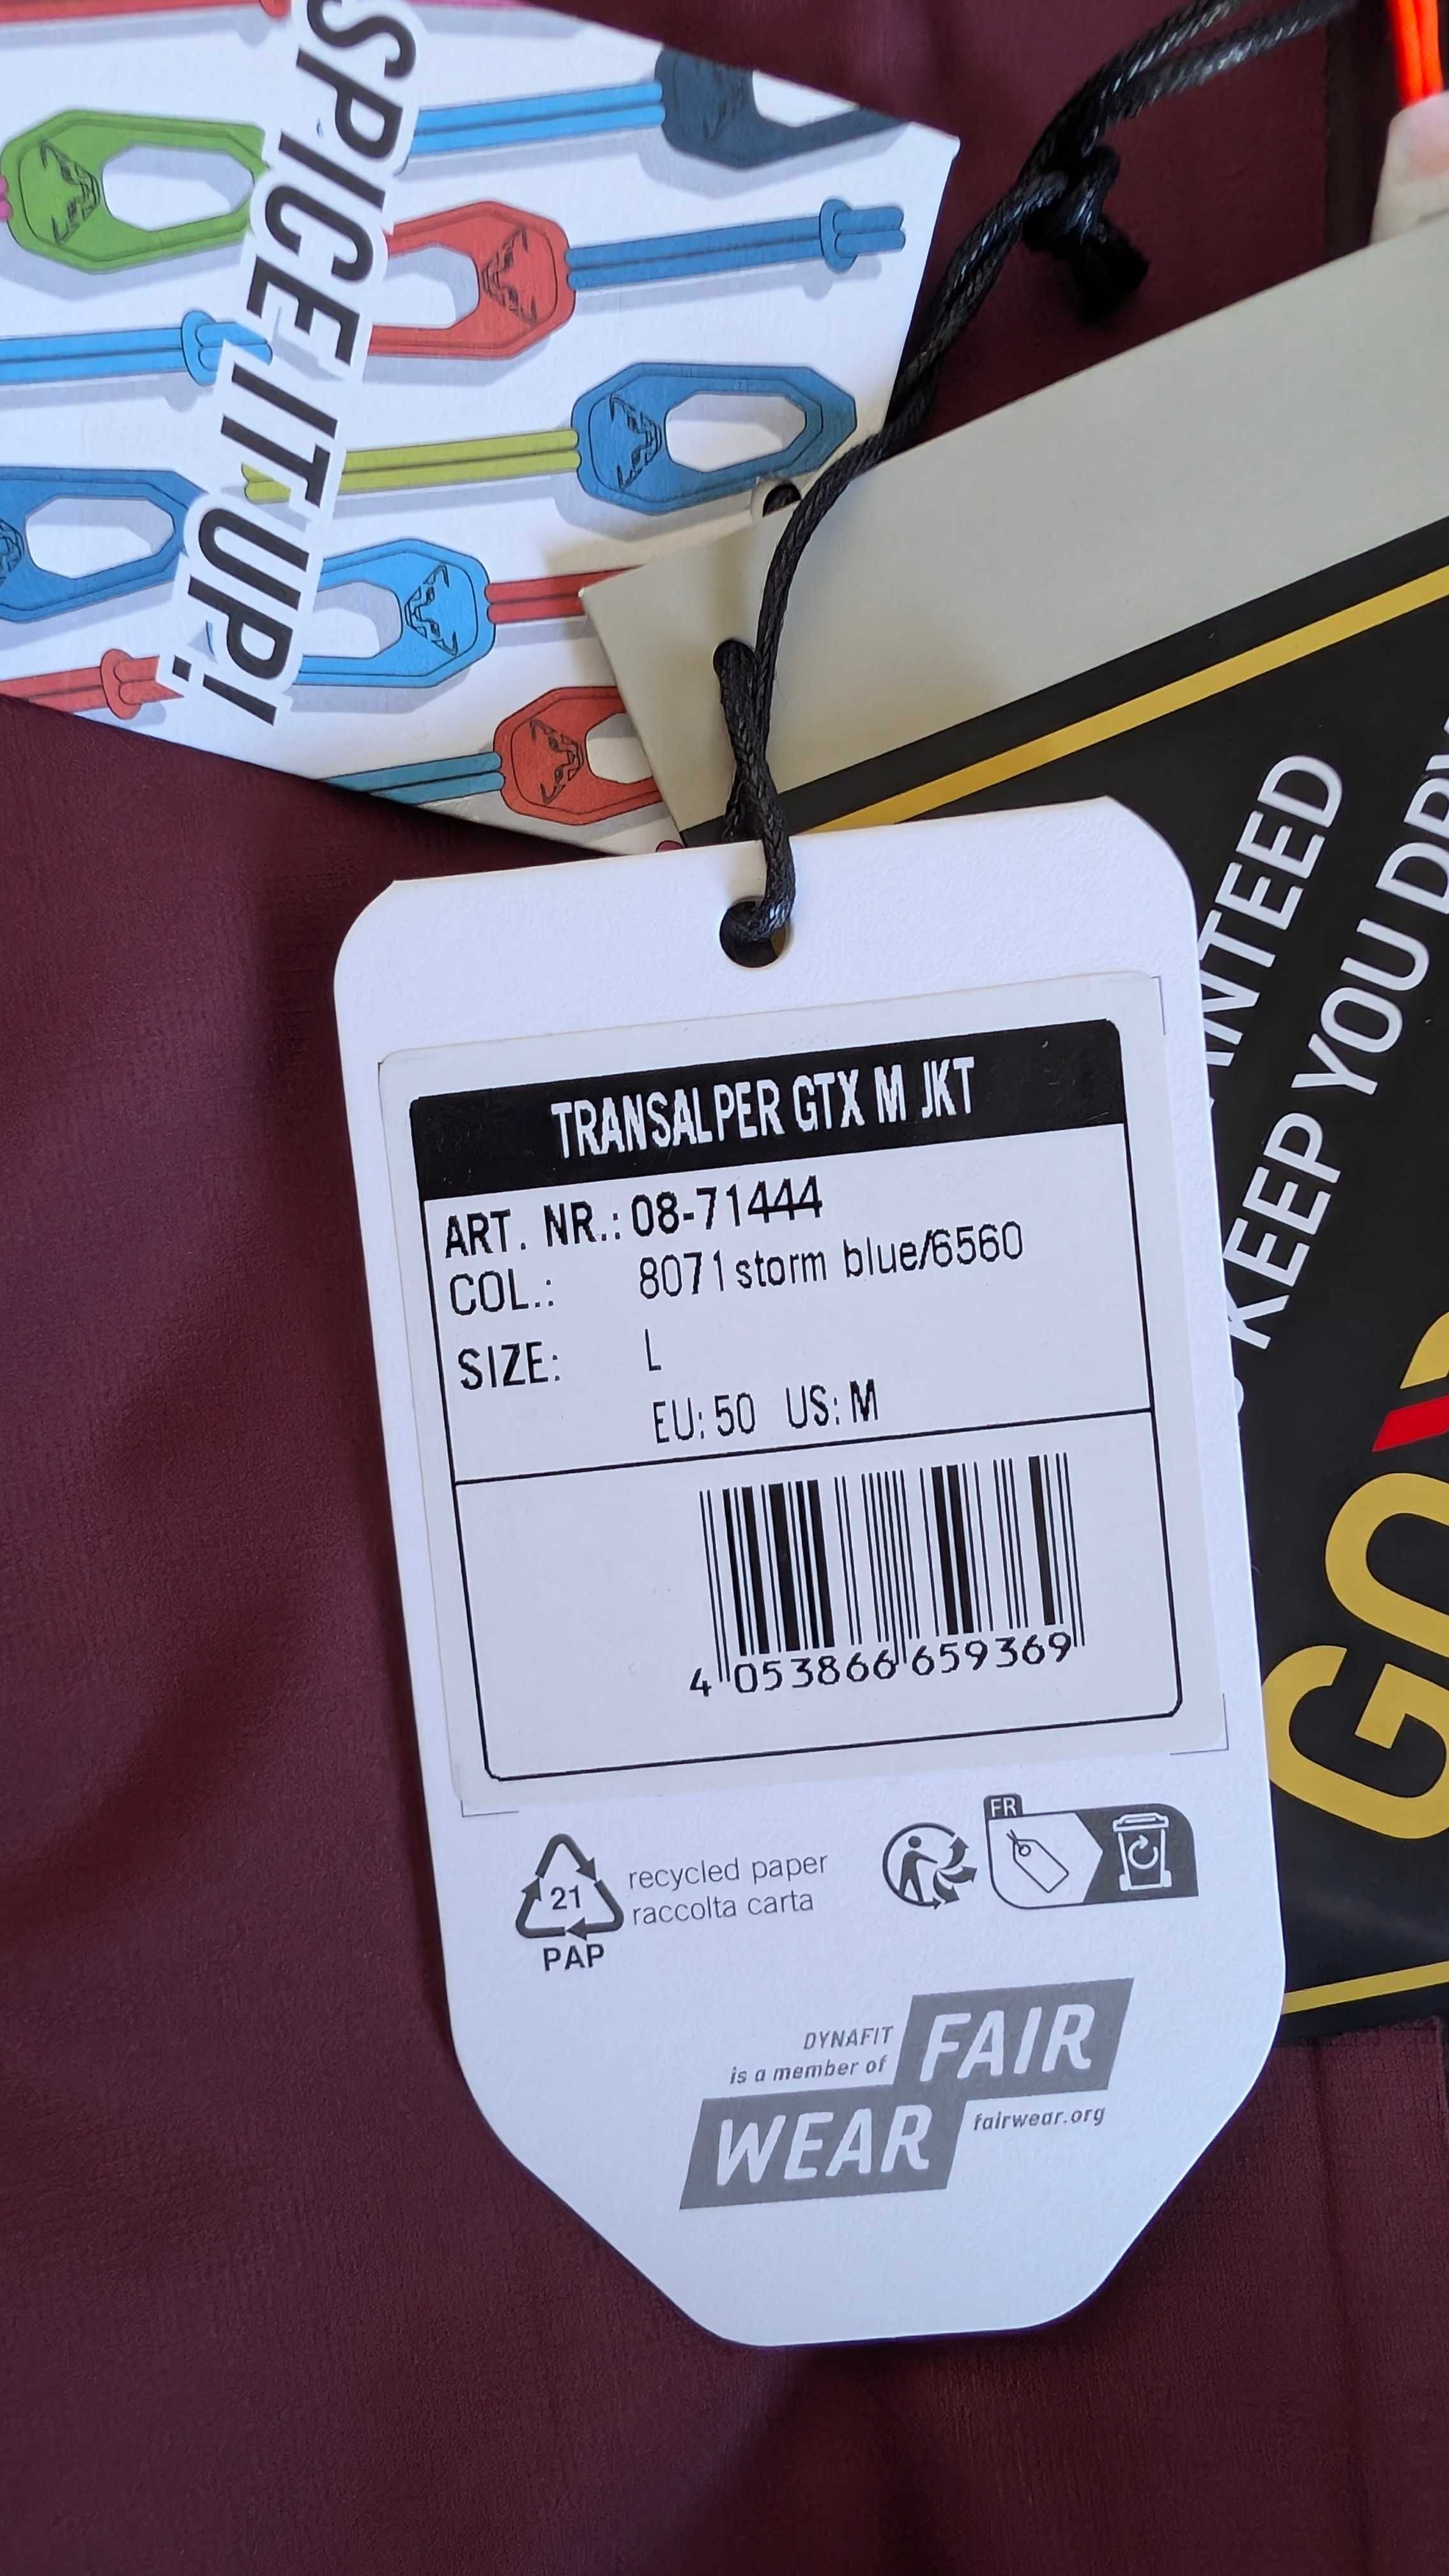 SPICE IT UP!
KEEP YOU DRY
TRANSALPER GTX M JKT
ART. NR.: 08-71444
COL.: 8071 storm blue/6560
SIZE: L
EU: 50 US: M
4 053866 659369
21
PAP
recycled paper
raccolta carta
FR
DYNAFIT
is a member of
FAIR
WEAR
fairwear.org